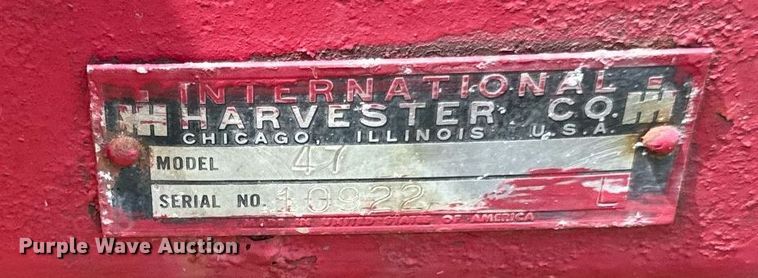 INTERNATIONAL
HARVESTER CO.
CHICAGO, ILLINOIS U.S.A.
MODEL 47
SERIAL NO. 10922 L
MADE IN UNITED STATES OF AMERICA
Purple Wave Auction